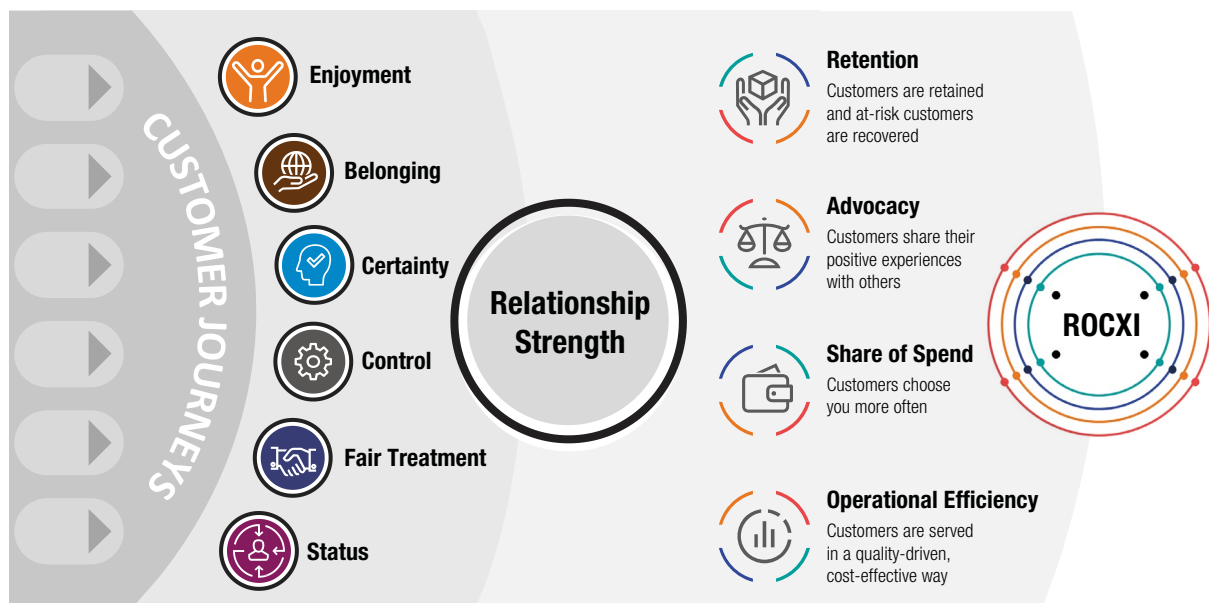 CUSTOMER JOURNEYS
Enjoyment
Belonging
Certainty
Control
Fair Treatment
Status
Relationship
Strength
Retention
Customers are retained
and at-risk customers
are recovered
Advocacy
Customers share their
positive experiences
with others
Share of Spend
Customers choose
you more often
Operational Efficiency
Customers are served
in a quality-driven,
cost-effective way
ROCXI